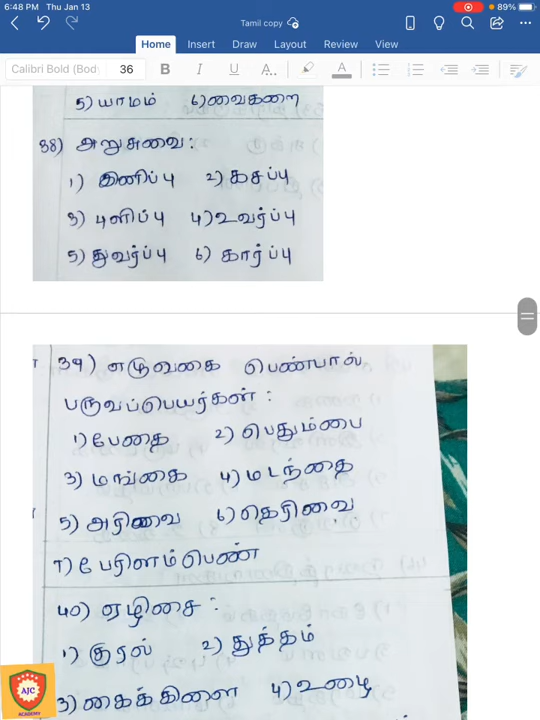 6:48 PM Thu Jan 13 89%
Tamil copy
Home Insert Draw Layout Review View
Calibri Bold (Body 36 B I U A... A
5) யாமம் 6) வைகறை
38) அறுசுவை :
1) இனிப்பு 2) கசப்பு
3) புளிப்பு 4) உவர்ப்பு
5) துவர்ப்பு 6) கார்ப்பு
39) எழுவகை பெண்பால்
பருவப்பெயர்கள் :
1) பேதை 2) பெதும்பை
3) மங்கை 4) மடந்தை
5) அரிவை 6) தெரிவை
7) பேரிளம்பெண்
40) ஏழிசை :
1) குரல் 2) துத்தம்
3) கைக்கிளை 4) உழை
AJC
ACADEMY